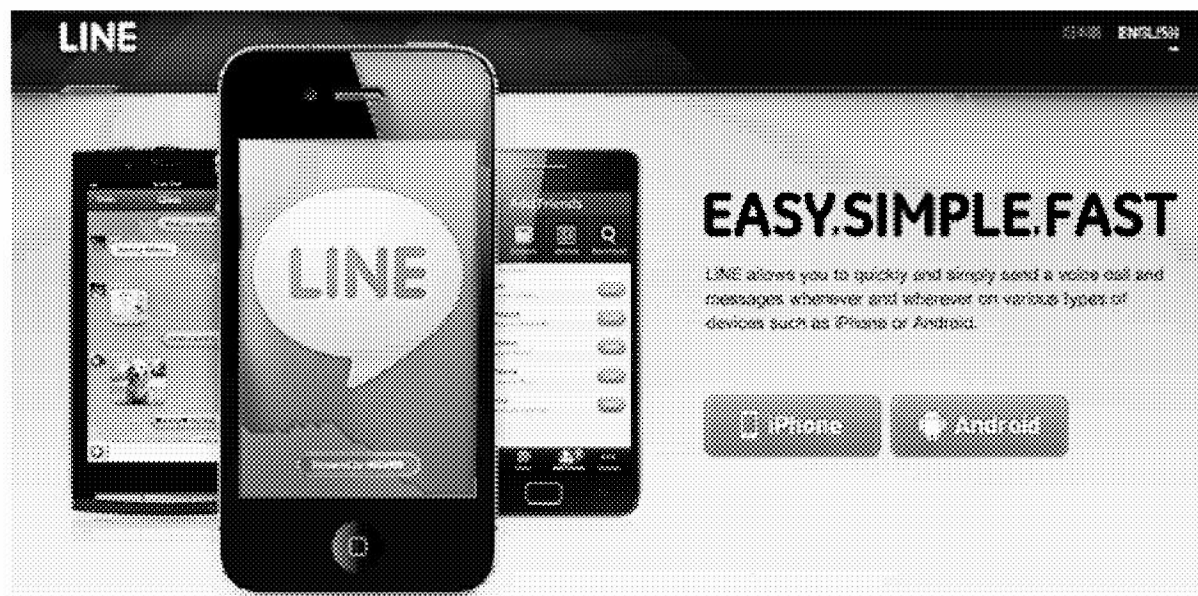 LINE
ENGLISH
LINE
EASY.SIMPLE.FAST
LINE allows you to quickly and simply send a voice call and
messages whenever and wherever on various types of
devices such as iPhone or Android.
iPhone
Android